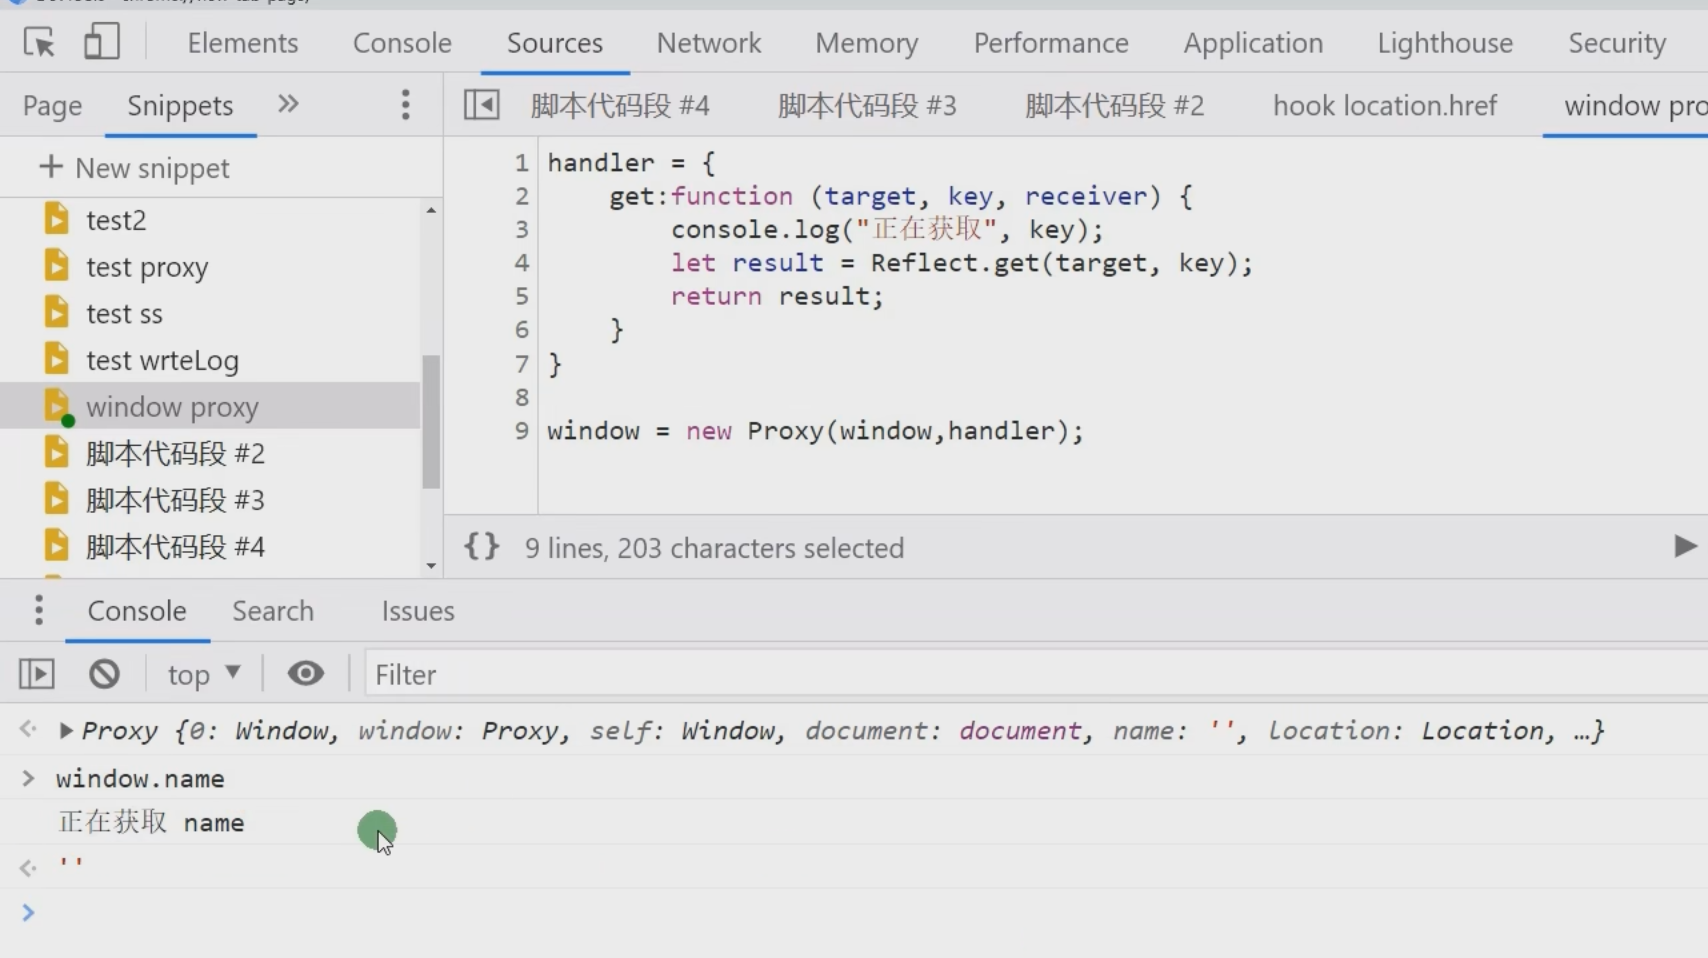 Elements Console Sources Network Memory Performance Application Lighthouse Security
Page Snippets » 脚本代码段 #4 脚本代码段 #3 脚本代码段 #2 hook location.href window pro
+ New snippet
test2
test proxy
test ss
test wrteLog
window proxy
脚本代码段 #2
脚本代码段 #3
脚本代码段 #4
1 handler = {
2 get:function (target, key, receiver) {
3 console.log("正在获取", key);
4 let result = Reflect.get(target, key);
5 return result;
6 }
7 }
8
9 window = new Proxy(window,handler);
{} 9 lines, 203 characters selected
Console Search Issues
top ▼ Filter
Proxy {0: Window, window: Proxy, self: Window, document: document, name: '', location: Location, …}
> window.name
正在获取 name
''
>